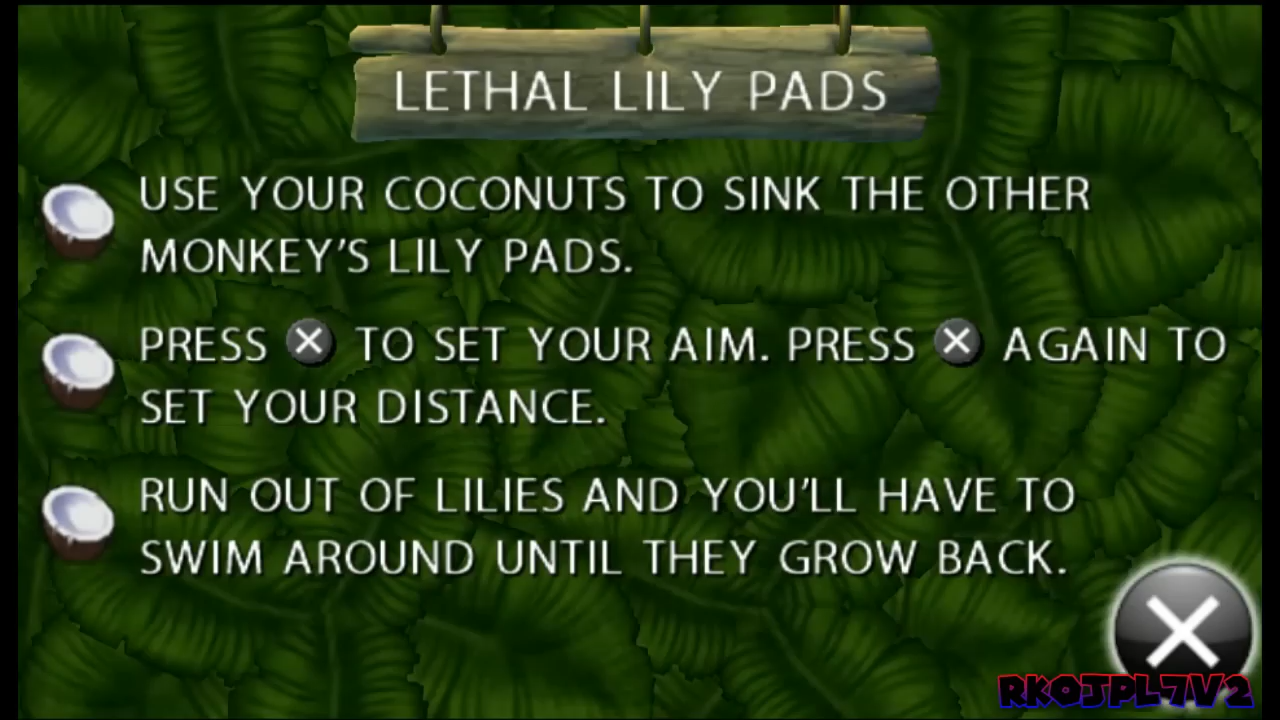 LETHAL LILY PADS
USE YOUR COCONUTS TO SINK THE OTHER
MONKEY'S LILY PADS.
PRESS ⓧ TO SET YOUR AIM. PRESS ⓧ AGAIN TO
SET YOUR DISTANCE.
RUN OUT OF LILIES AND YOU'LL HAVE TO
SWIM AROUND UNTIL THEY GROW BACK.
RKOJPL7V2